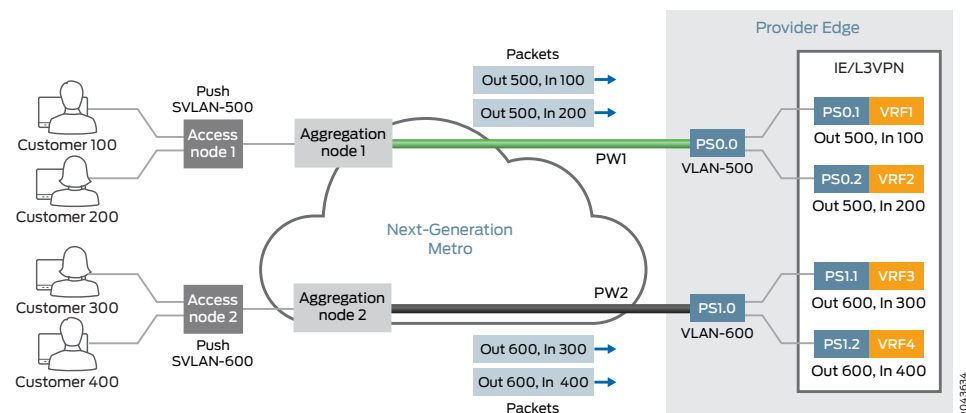 Provider Edge
Packets
Out 500, In 100
Out 500, In 200
IE/L3VPN
PS0.1 VRF1
Out 500, In 100
PS0.2 VRF2
Out 500, In 200
Push
SVLAN-500
Customer 100
Customer 200
Access
node 1
Aggregation
node 1
PW1
PS0.0
VLAN-500
Next-Generation
Metro
Customer 300
Customer 400
Access
node 2
Push
SVLAN-600
Aggregation
node 2
PW2
PS1.0
VLAN-600
PS1.1 VRF3
Out 600, In 300
PS1.2 VRF4
Out 600, In 400
Out 600, In 300
Out 600, In 400
Packets
g043634